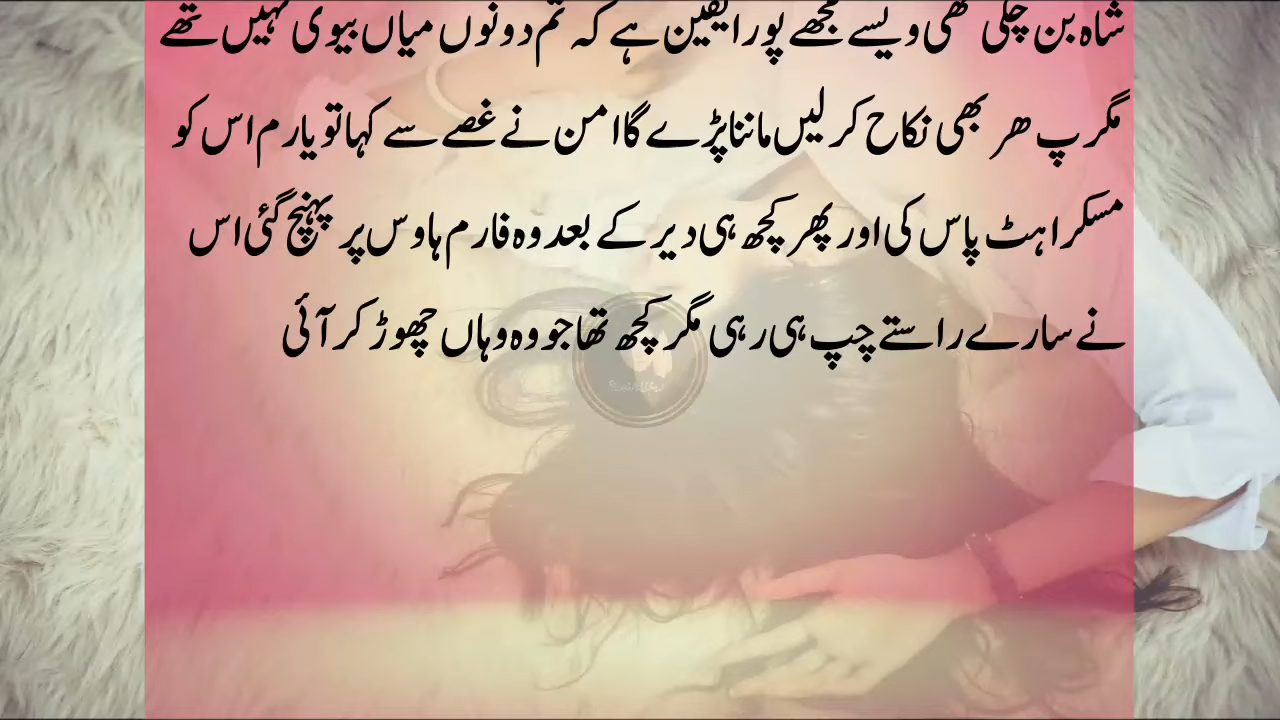 شاہ بن چکی تھی ویسے مجھے پورا یقین ہے کہ تم دونوں میاں بیوی نہیں تھے
مگر پ ھر بھی نکاح کر لیں ماننا پڑے گا امن نے غصے سے کہا تو یارم اس کو
مسکراہٹ پاس کی اور پھر کچھ ہی دیر کے بعد وہ فارم ہاوس پر پہنچ گئی اس
نے سارے راستے چپ ہی رہی مگر کچھ تھا جو وہ وہاں چھوڑ کر آئی